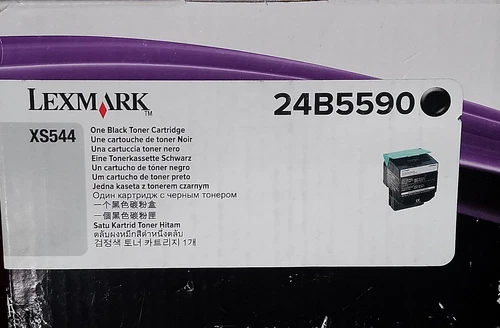 LEXMARK™
24B5590
XS544
One Black Toner Cartridge
Une cartouche de toner Noir
Una cartuccia toner nero
Eine Tonerkassette Schwarz
Un cartucho de tóner negro
Um cartucho de toner preto
Jedna kaseta z tonerem czarnym
Один картридж с черным тонером
一个黑色碳粉盒
一個黑色碳粉匣
Satu Kartrid Toner Hitam
ตลับผงหมึกสีดำหนึ่งตลับ
검정색 토너 카트리지 1개